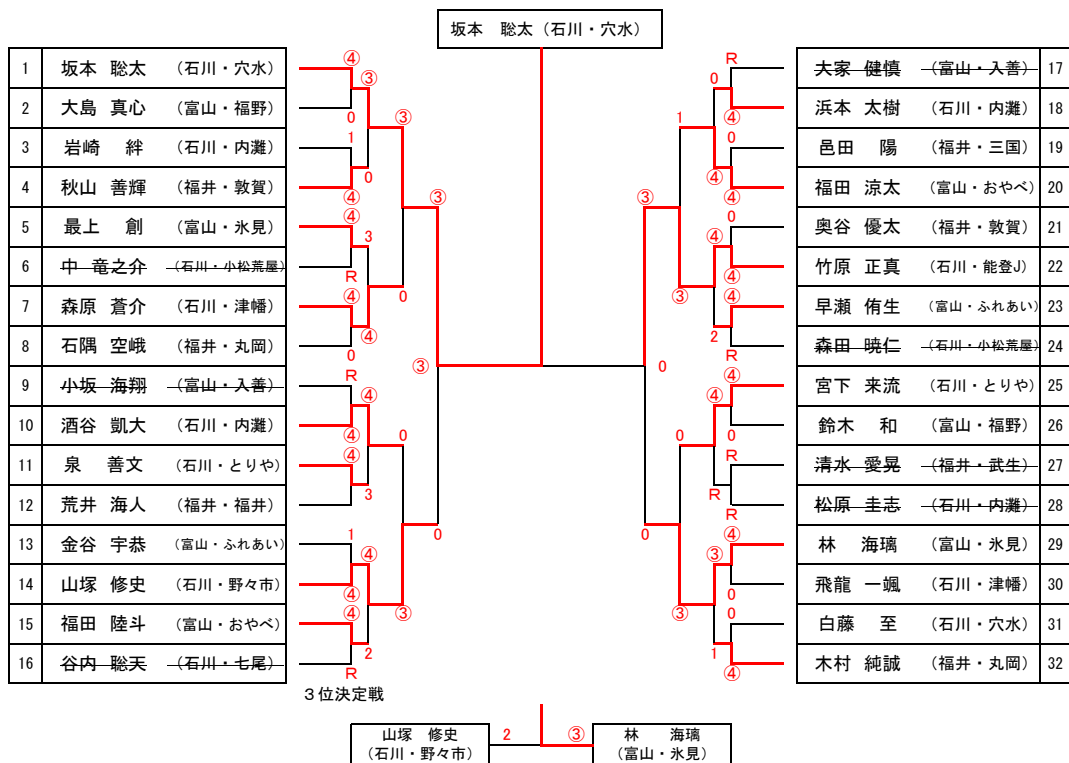 坂本　聡太（石川・穴水）
1 坂本 聡太 （石川・穴水）
2 大島 真心 （富山・福野）
3 岩崎　絆 （石川・内灘）
4 秋山 善輝 （福井・敦賀）
5 最上　創 （富山・氷見）
6 中 竜之介 （石川・小松荒屋）
7 森原 蒼介 （石川・津幡）
8 石隅 空峨 （福井・丸岡）
9 小坂 海翔 （富山・入善）
10 酒谷 凱大 （石川・内灘）
11 泉　善文 （石川・とりや）
12 荒井 海人 （福井・福井）
13 金谷 宇恭 （富山・ふれあい）
14 山塚 修史 （石川・野々市）
15 福田 陸斗 （富山・おやべ）
16 谷内 聡天 （石川・七尾）
④
0
1
④
④
R
④
0
R
④
④
3
1
④
④
R
③
0
3
④
④
④
2
③
0
0
③
③
0
③
大家 健慎 （富山・入善） 17
浜本 太樹 （石川・内灘） 18
邑田　陽 （福井・三国） 19
福田 涼太 （富山・おやべ） 20
奥谷 優太 （福井・敦賀） 21
竹原 正真 （石川・能登J） 22
早瀬 侑生 （富山・ふれあい） 23
森田 暁仁 （石川・小松荒屋） 24
宮下 来流 （石川・とりや） 25
鈴木　和 （富山・福野） 26
清水 愛晃 （福井・武生） 27
松原 圭志 （石川・内灘） 28
林　海璃 （富山・氷見） 29
飛龍 一颯 （石川・津幡） 30
白藤　至 （石川・穴水） 31
木村 純誠 （福井・丸岡） 32
R
④
0
④
0
④
④
R
④
0
R
R
④
0
0
④
0
④
④
2
④
R
③
1
1
③
0
③
③
0
0
３位決定戦
山塚　修史
（石川・野々市）
2
③
林　海璃
（富山・氷見）